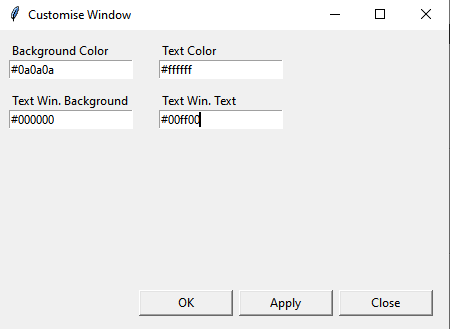 Customise Window
Background Color Text Color
#0a0a0a #ffffff
Text Win. Background Text Win. Text
#000000 #00ff00
OK Apply Close